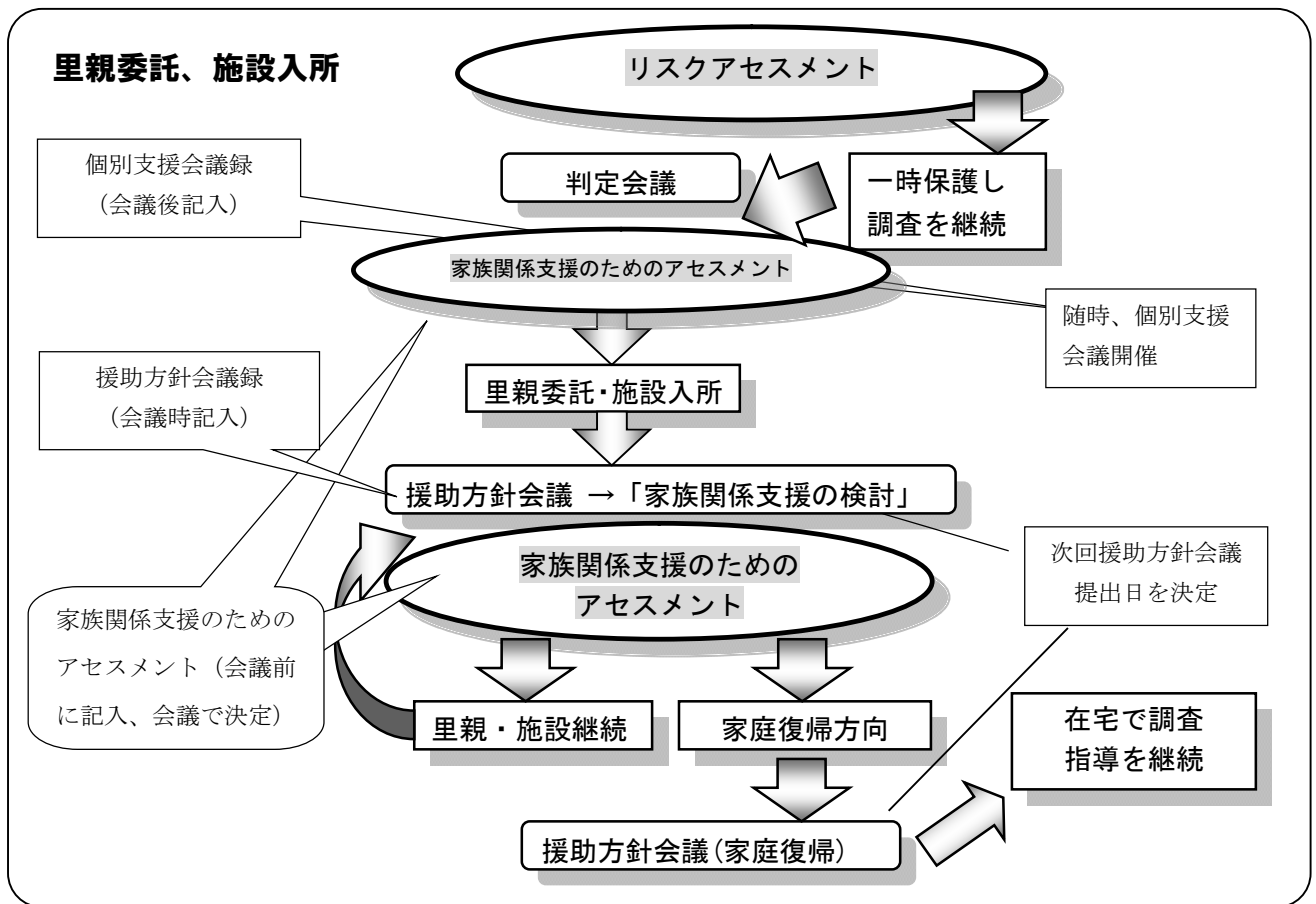 里親委託、施設入所
リスクアセスメント
個別支援会議録
（会議後記入）
判定会議
一時保護し
調査を継続
家族関係支援のためのアセスメント
随時、個別支援
会議開催
援助方針会議録
（会議時記入）
里親委託・施設入所
援助方針会議 →「家族関係支援の検討」
次回援助方針会議
提出日を決定
家族関係支援のための
アセスメント
家族関係支援のための
アセスメント（会議前
に記入、会議で決定）
里親・施設継続
家庭復帰方向
在宅で調査
指導を継続
援助方針会議(家庭復帰)